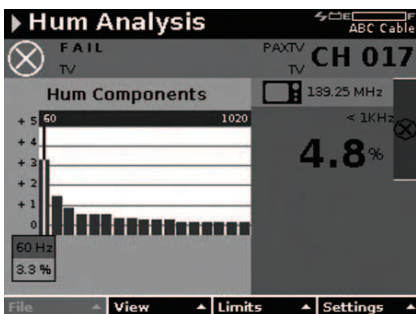 Hum Analysis
E F
ABC Cable
FAIL
TV
PAXTV
TV
CH 017
Hum Components
139.25 MHz
60 1020
< 1KHz
4.8%
+ 5
+ 4
+ 3
+ 2
+ 1
0
60 Hz
3.3 %
File View Limits Settings